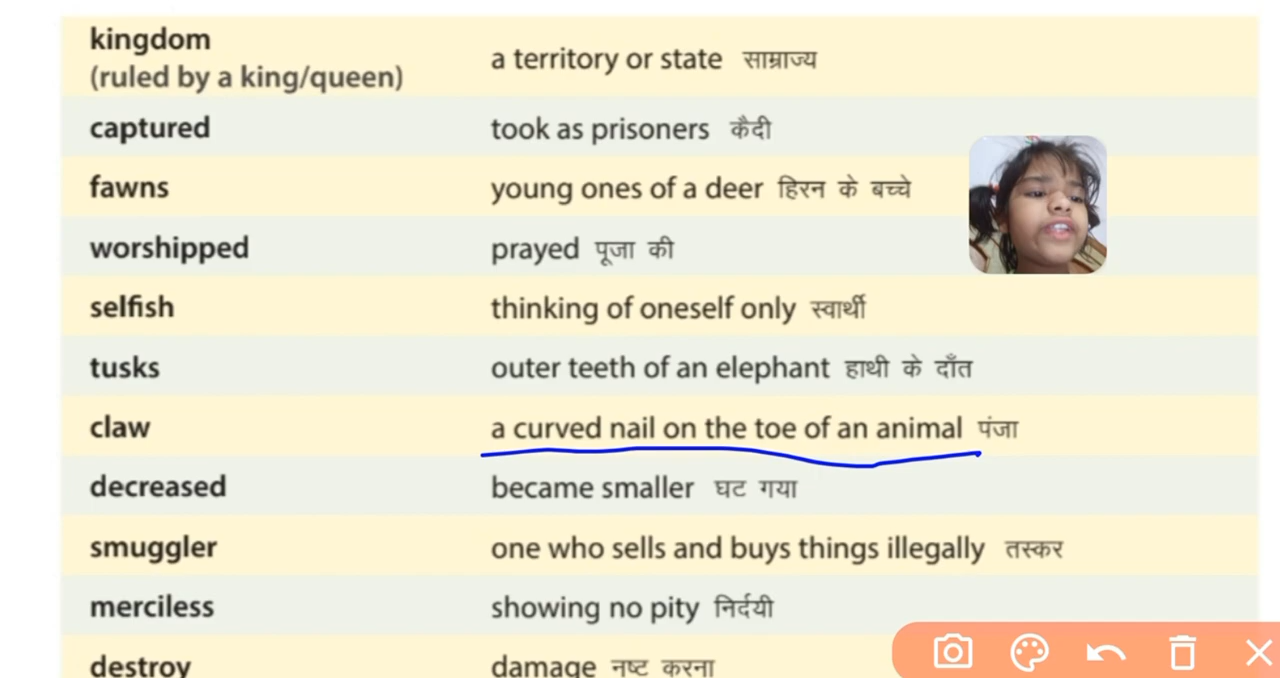 kingdom
(ruled by a king/queen)
a territory or state साम्राज्य
captured took as prisoners कैदी
fawns young ones of a deer हिरन के बच्चे
worshipped prayed पूजा की
selfish thinking of oneself only स्वार्थी
tusks outer teeth of an elephant हाथी के दाँत
claw a curved nail on the toe of an animal पंजा
decreased became smaller घट गया
smuggler one who sells and buys things illegally तस्कर
merciless showing no pity निर्दयी
destroy damage नष्ट करना